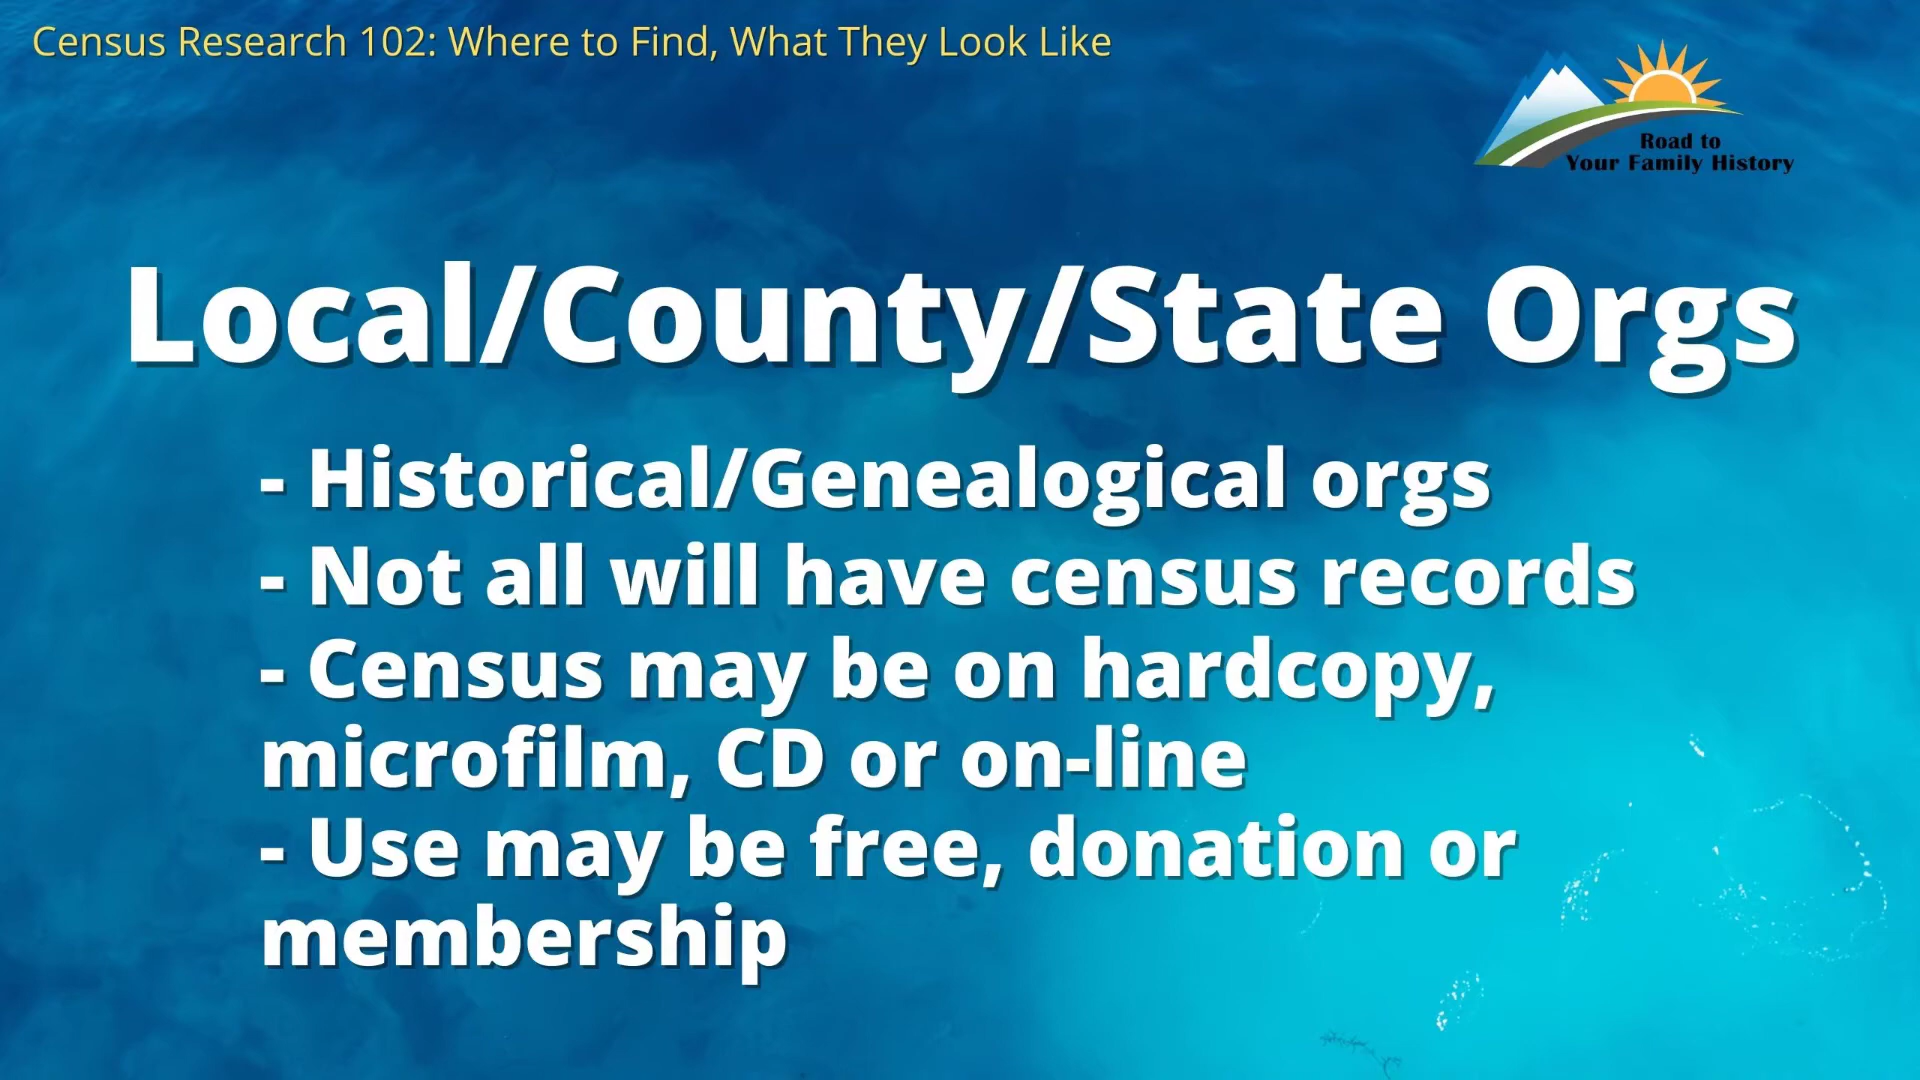 Census Research 102: Where to Find, What They Look Like
Road to
Your Family History
Local/County/State Orgs
- Historical/Genealogical orgs
- Not all will have census records
- Census may be on hardcopy,
microfilm, CD or on-line
- Use may be free, donation or
membership